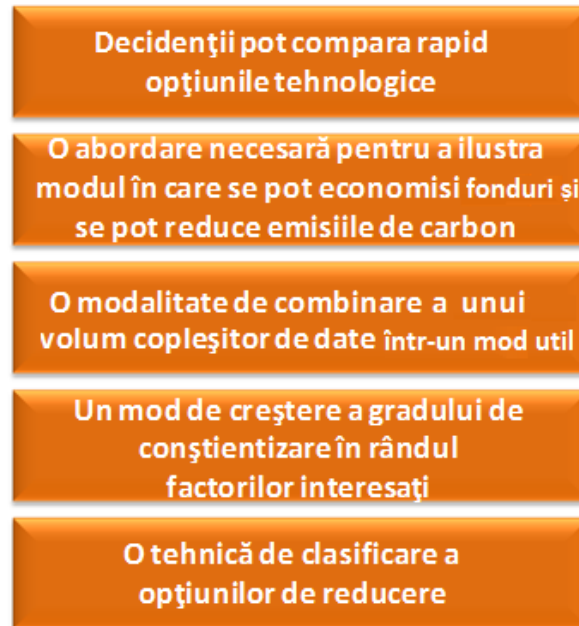 Decidenţii pot compara rapid
opţiunile tehnologice
O abordare necesară pentru a ilustra
modul în care se pot economisi fonduri și
se pot reduce emisiile de carbon
O modalitate de combinare a unui
volum copleşitor de date într-un mod util
Un mod de creştere a gradului de
conştientizare în rândul
factorilor interesaţi
O tehnică de clasificare a
opţiunilor de reducere